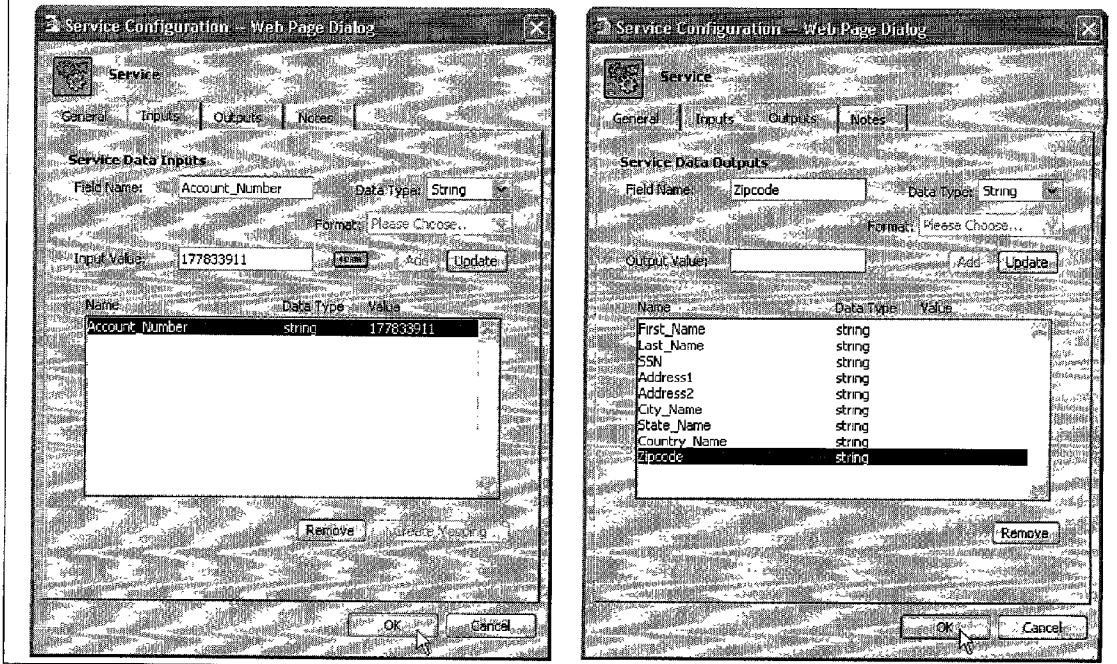 Service Configuration -- Web Page Dialog
Service
General Inputs Outputs Notes
Service Data Inputs
Field Name: Account_Number Data Type: String
Format: Please Choose..
Input Value: 177833911 Add Update
Name Data Type Value
Account_Number string 177833911
Remove Create Mapping
OK Cancel
Service Configuration -- Web Page Dialog
Service
General Inputs Outputs Notes
Service Data Outputs
Field Name: Zipcode Data Type: String
Format: Please Choose...
Output Value: Add Update
Name Data Type Value
First_Name string
Last_Name string
SSN string
Address1 string
Address2 string
City_Name string
State_Name string
Country_Name string
Zipcode string
Remove
OK Cancel